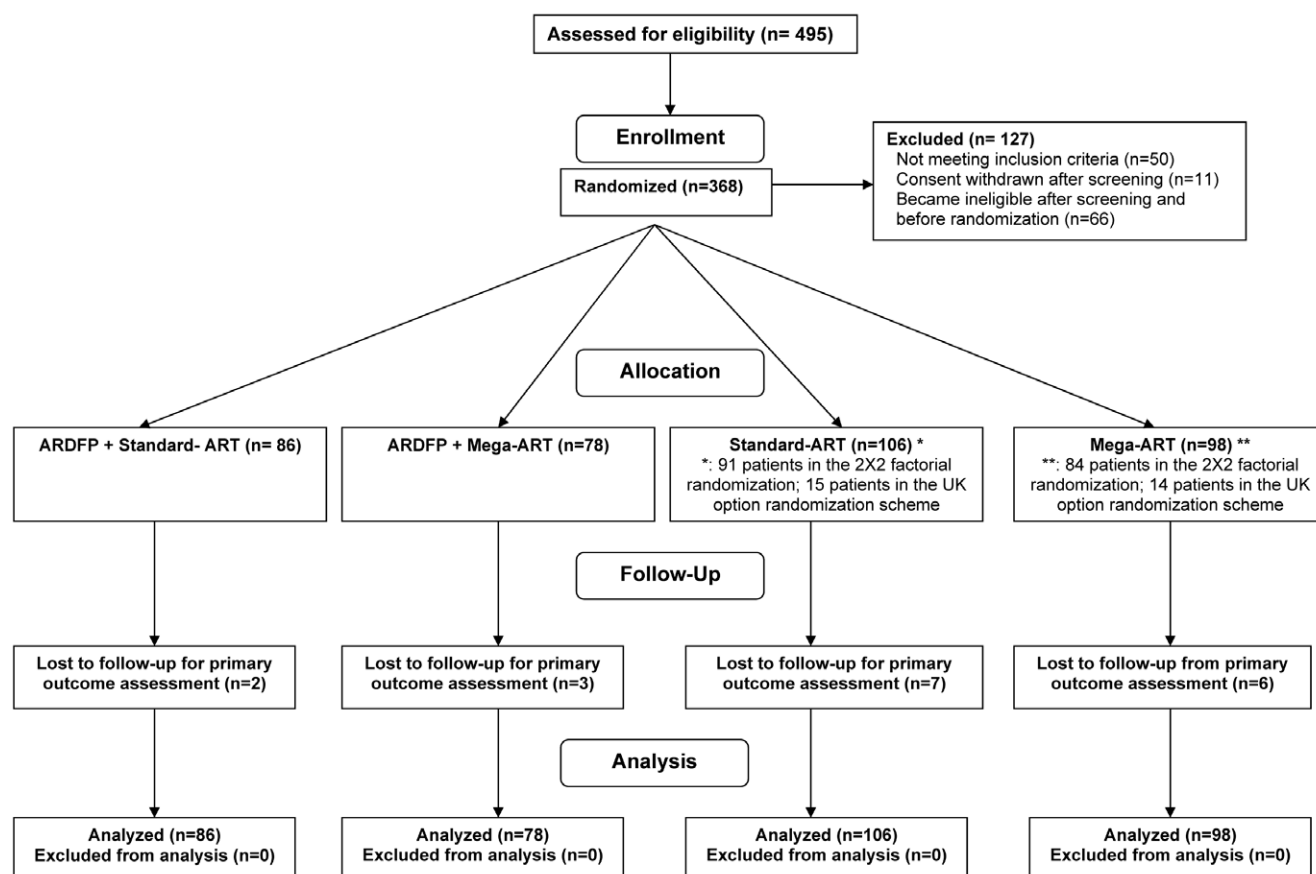 Assessed for eligibility (n= 495)
Enrollment
Excluded (n= 127)
Not meeting inclusion criteria (n=50)
Consent withdrawn after screening (n=11)
Became ineligible after screening and
before randomization (n=66)
Randomized (n=368)
Allocation
ARDFP + Standard- ART (n= 86)
ARDFP + Mega-ART (n=78)
Standard-ART (n=106) *
*: 91 patients in the 2X2 factorial
randomization; 15 patients in the UK
option randomization scheme
Mega-ART (n=98) **
**: 84 patients in the 2X2 factorial
randomization; 14 patients in the UK
option randomization scheme
Follow-Up
Lost to follow-up for primary
outcome assessment (n=2)
Lost to follow-up for primary
outcome assessment (n=3)
Lost to follow-up for primary
outcome assessment (n=7)
Lost to follow-up from primary
outcome assessment (n=6)
Analysis
Analyzed (n=86)
Excluded from analysis (n=0)
Analyzed (n=78)
Excluded from analysis (n=0)
Analyzed (n=106)
Excluded from analysis (n=0)
Analyzed (n=98)
Excluded from analysis (n=0)